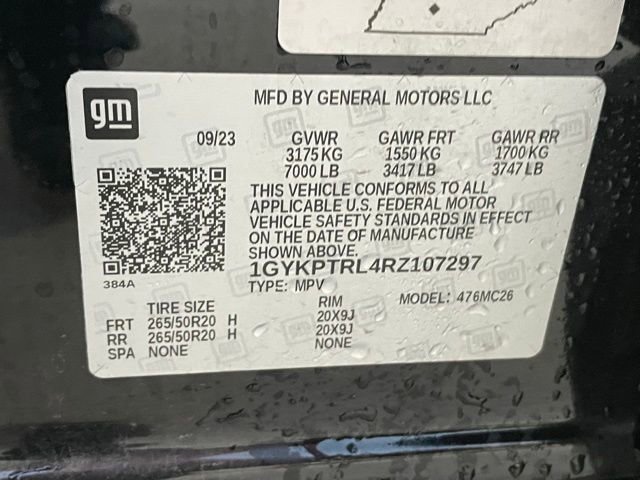 gm
MFD BY GENERAL MOTORS LLC
09/23 GVWR GAWR FRT GAWR RR
3175 KG 1550 KG 1700 KG
7000 LB 3417 LB 3747 LB
THIS VEHICLE CONFORMS TO ALL
APPLICABLE U.S. FEDERAL MOTOR
VEHICLE SAFETY STANDARDS IN EFFECT
ON THE DATE OF MANUFACTURE
SHOWN ABOVE.
1GYKPTRL4RZ107297
384A TYPE: MPV MODEL: 476MC26
TIRE SIZE RIM
FRT 265/50R20 H 20X9J
RR 265/50R20 H 20X9J
SPA NONE NONE